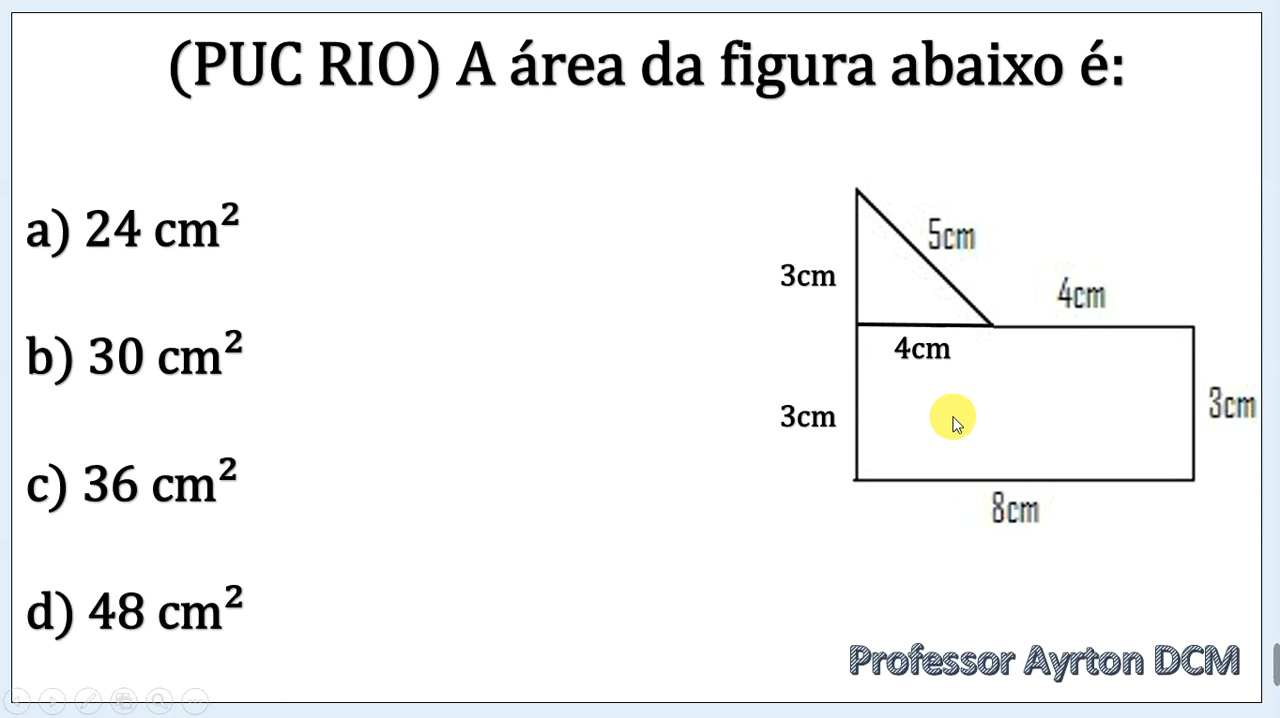 (PUC RIO) A área da figura abaixo é:
a) 24 cm²
b) 30 cm²
c) 36 cm²
d) 48 cm²
5cm
3cm
4cm
4cm
3cm
3cm
8cm
Professor Ayrton DCM